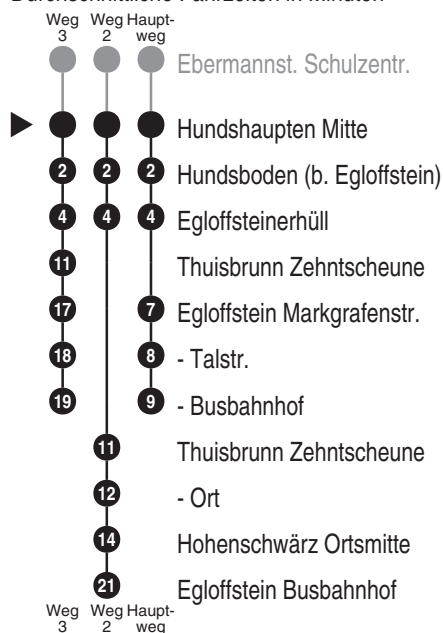 Durchschnittliche Fahrzeiten in Minuten
Weg Weg Haupt-
3 2 weg
Ebermannst. Schulzentr.
Hundshaupten Mitte
2 2 2 Hundsboden (b. Egloffstein)
4 4 4 Egloffsteinerhüll
11 Thuisbrunn Zehntscheune
17 7 Egloffstein Markgrafenstr.
18 8 - Talstr.
19 9 - Busbahnhof
11 Thuisbrunn Zehntscheune
12 - Ort
14 Hohenschwärz Ortsmitte
21 Egloffstein Busbahnhof
Weg Weg Haupt-
3 2 weg